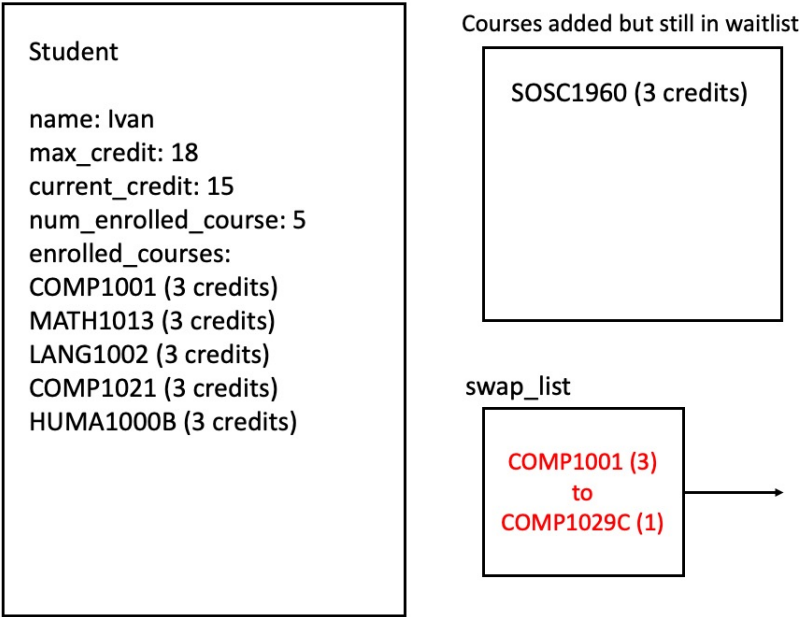 Student
name: Ivan
max_credit: 18
current_credit: 15
num_enrolled_course: 5
enrolled_courses:
COMP1001 (3 credits)
MATH1013 (3 credits)
LANG1002 (3 credits)
COMP1021 (3 credits)
HUMA1000B (3 credits)
Courses added but still in waitlist
SOSC1960 (3 credits)
swap_list
COMP1001 (3)
to
COMP1029C (1)